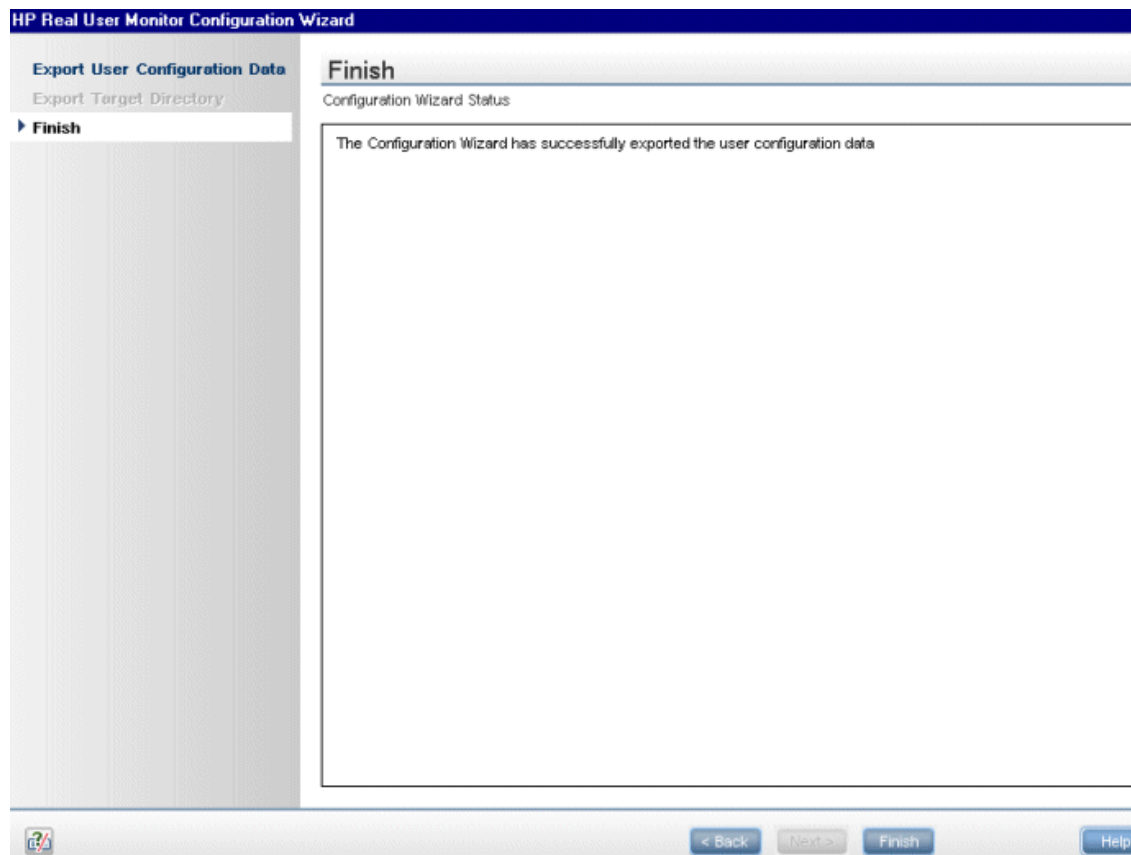 HP Real User Monitor Configuration Wizard
Export User Configuration Data
Export Target Directory
Finish
Finish
Configuration Wizard Status
The Configuration Wizard has successfully exported the user configuration data
< Back
Next >
Finish
Help